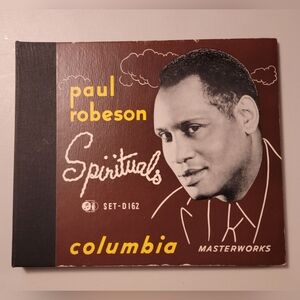 paul
robeson
Spirituals
SET-D162
columbia
MASTERWORKS